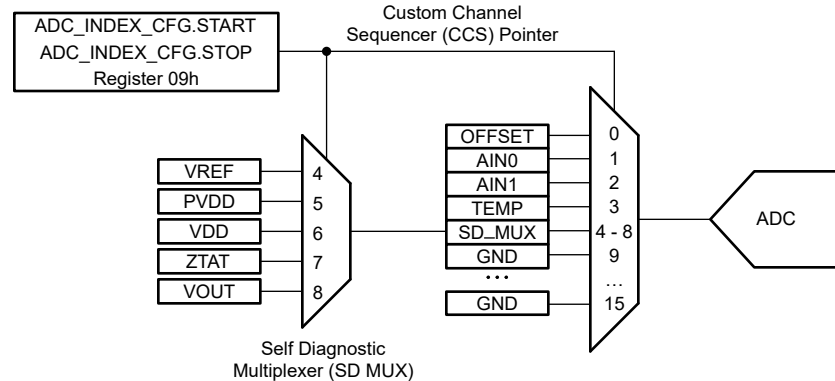 Custom Channel
Sequencer (CCS) Pointer
ADC_INDEX_CFG.START
ADC_INDEX_CFG.STOP
Register 09h
VREF
PVDD
VDD
ZTAT
VOUT
4
5
6
7
8
Self Diagnostic
Multiplexer (SD MUX)
OFFSET
AIN0
AIN1
TEMP
SD_MUX
GND
...
GND
0
1
2
3
4 - 8
9
...
15
ADC